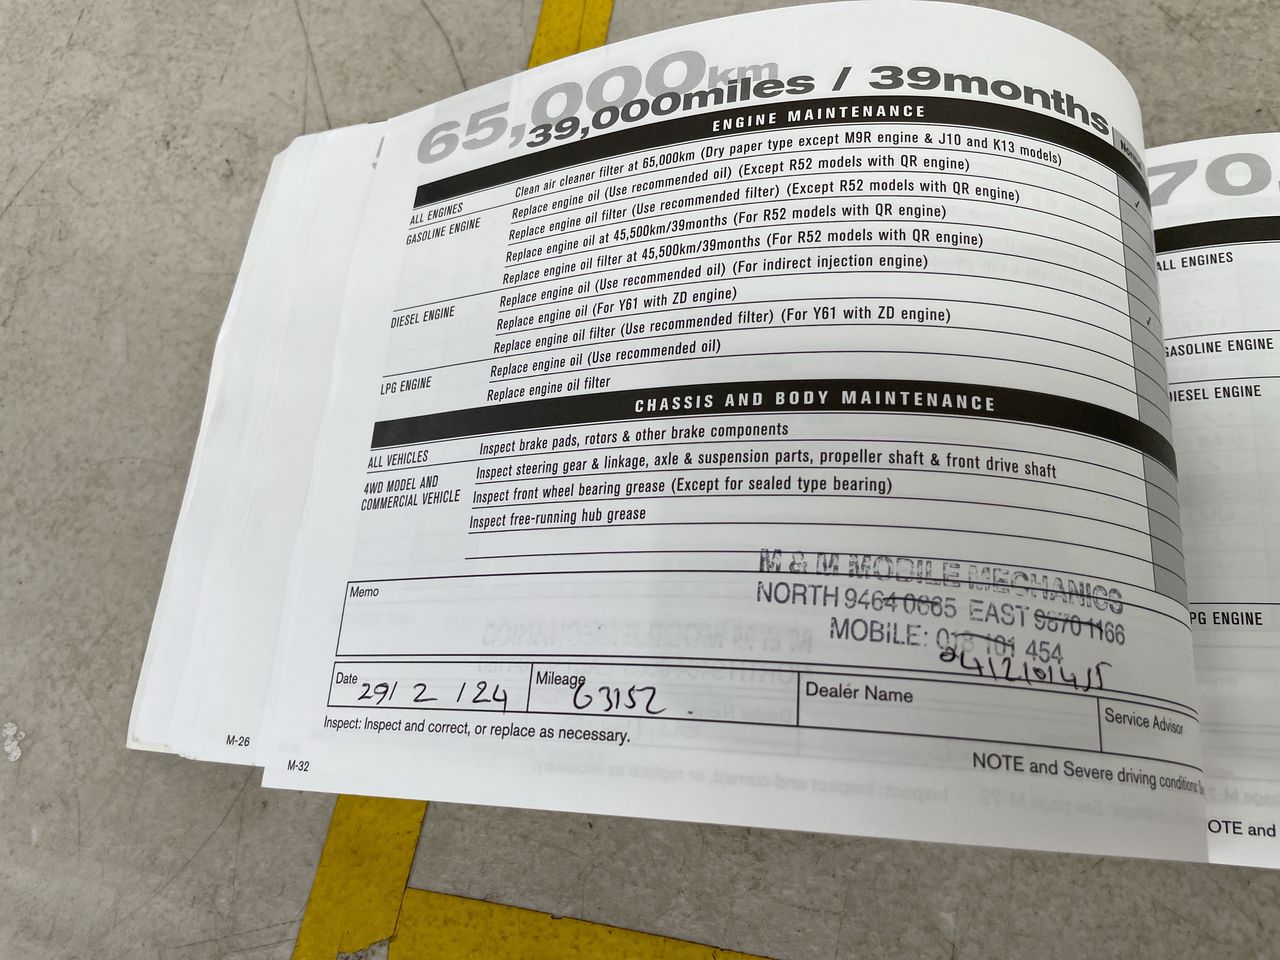 65,000km
39,000miles / 39months
ENGINE MAINTENANCE
ALL ENGINES Clean air cleaner filter at 65,000km (Dry paper type except M9R engine & J10 and K13 models)
GASOLINE ENGINE Replace engine oil (Use recommended oil) (Except R52 models with QR engine)
Replace engine oil filter (Use recommended filter) (Except R52 models with QR engine)
Replace engine oil at 45,500km/39months (For R52 models with QR engine)
Replace engine oil filter at 45,500km/39months (For R52 models with QR engine)
DIESEL ENGINE Replace engine oil (Use recommended oil) (For indirect injection engine)
Replace engine oil (For Y61 with ZD engine)
Replace engine oil filter (Use recommended filter) (For Y61 with ZD engine)
LPG ENGINE Replace engine oil (Use recommended oil)
Replace engine oil filter
CHASSIS AND BODY MAINTENANCE
ALL VEHICLES Inspect brake pads, rotors & other brake components
4WD MODEL AND COMMERCIAL VEHICLE Inspect steering gear & linkage, axle & suspension parts, propeller shaft & front drive shaft
Inspect front wheel bearing grease (Except for sealed type bearing)
Inspect free-running hub grease
Memo
M & M MOBILE MECHANICS
NORTH 9464 0665 EAST 9870 1166
MOBILE: 018 101 454
Date 29/ 2 / 24
Mileage 63152
Dealer Name
Service Advisor
Inspect: Inspect and correct, or replace as necessary.
NOTE and Severe driving conditions
M-26
M-32
70
ALL ENGINES
GASOLINE ENGINE
DIESEL ENGINE
PG ENGINE
OTE and